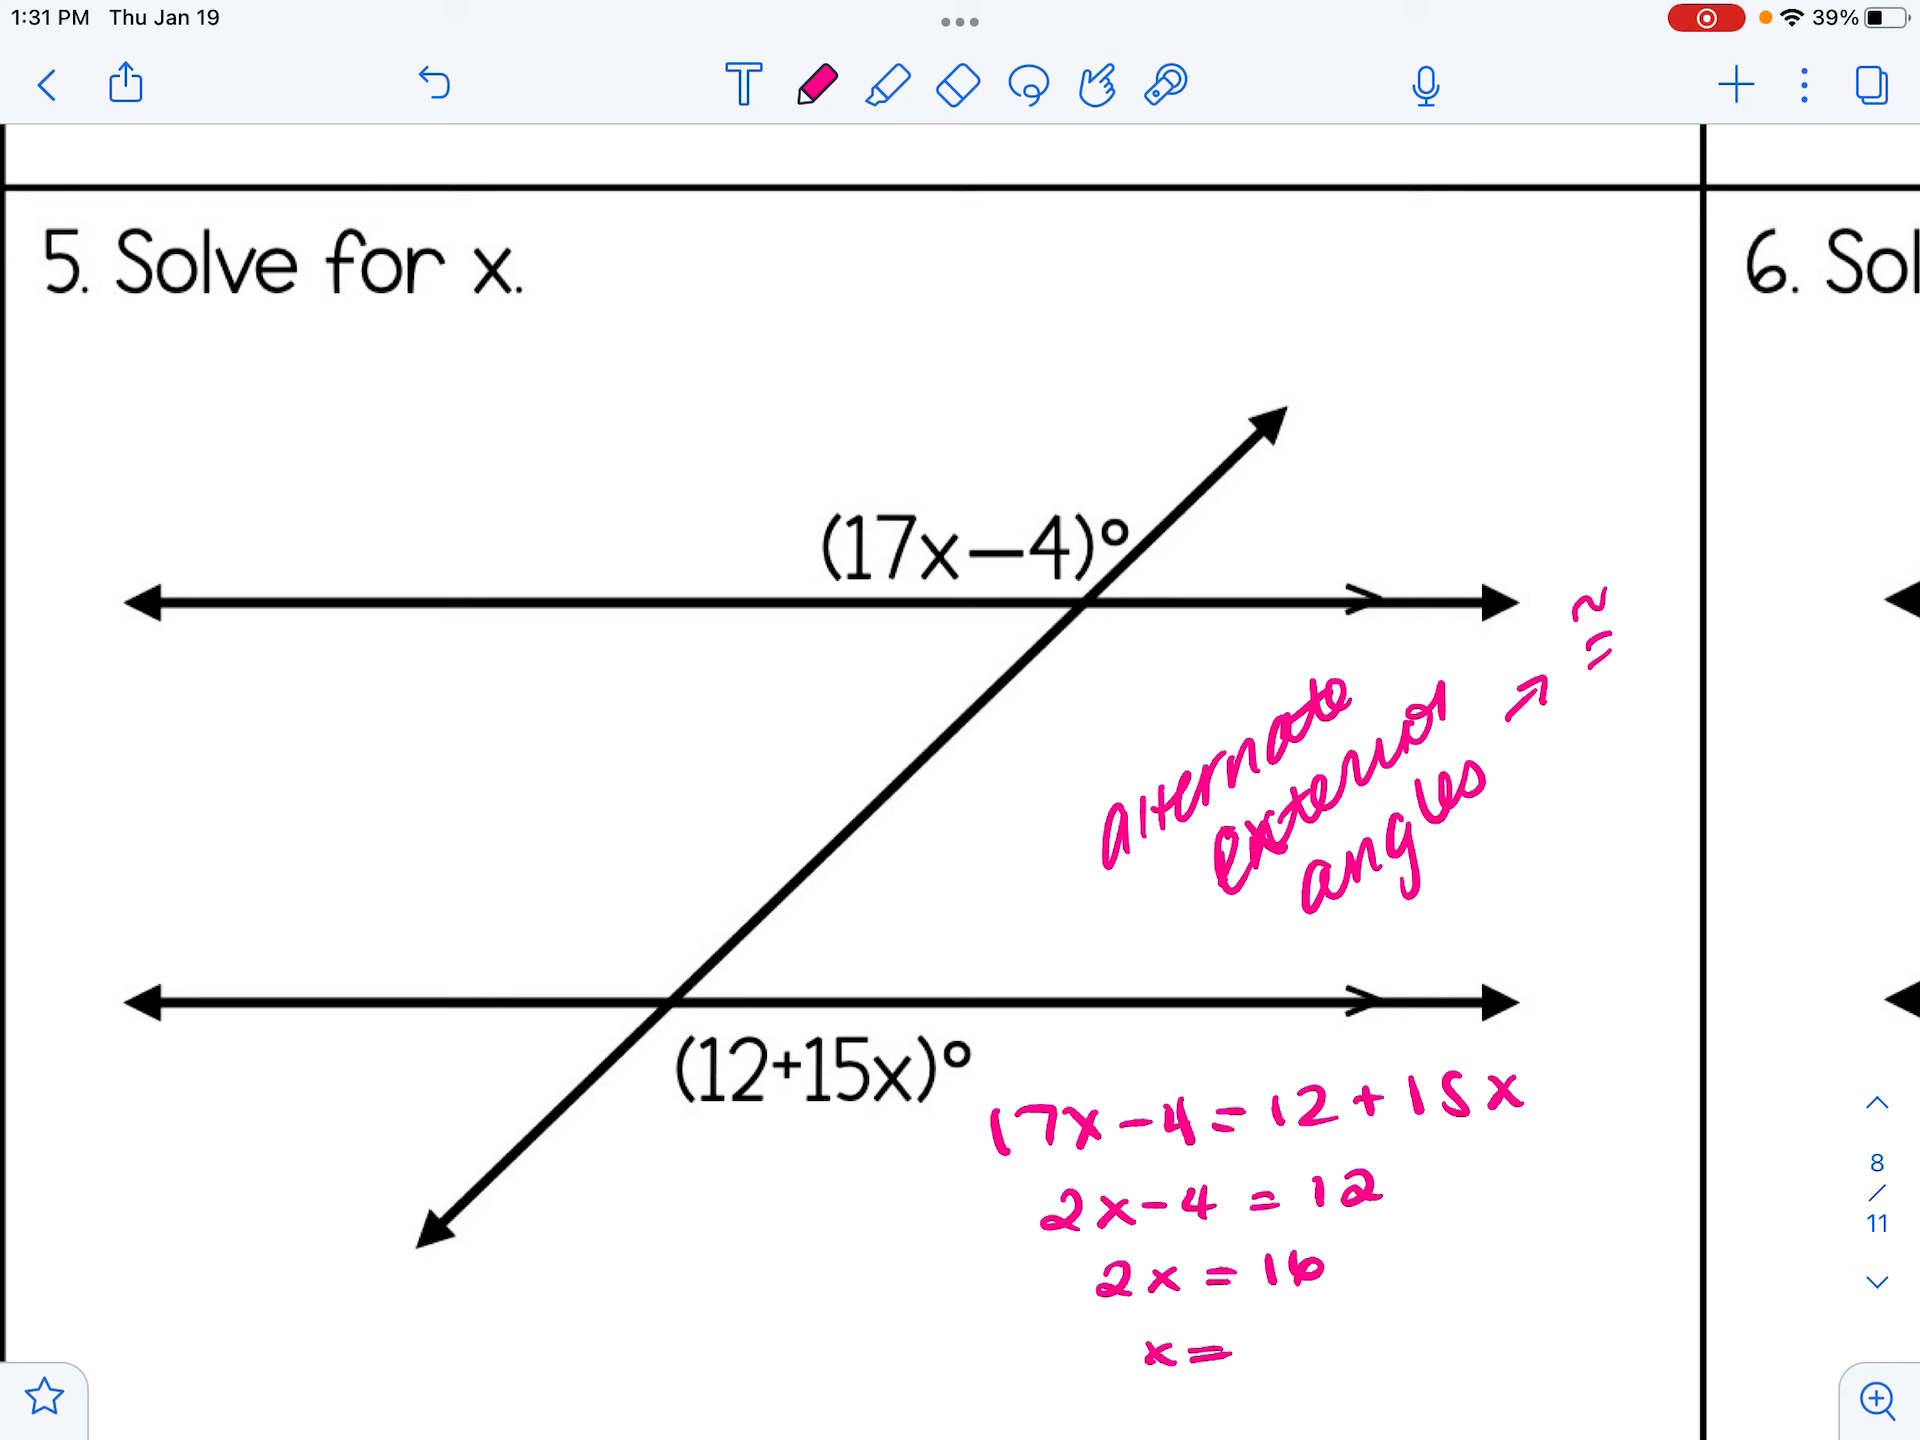 1:31 PM Thu Jan 19
39%
T
5. Solve for x.
6. Sol
(17x–4)°
≅
alternate
exterior →
angles
(12+15x)°
17x-4=12+15x
2x-4=12
2x=16
x=
8
/
11